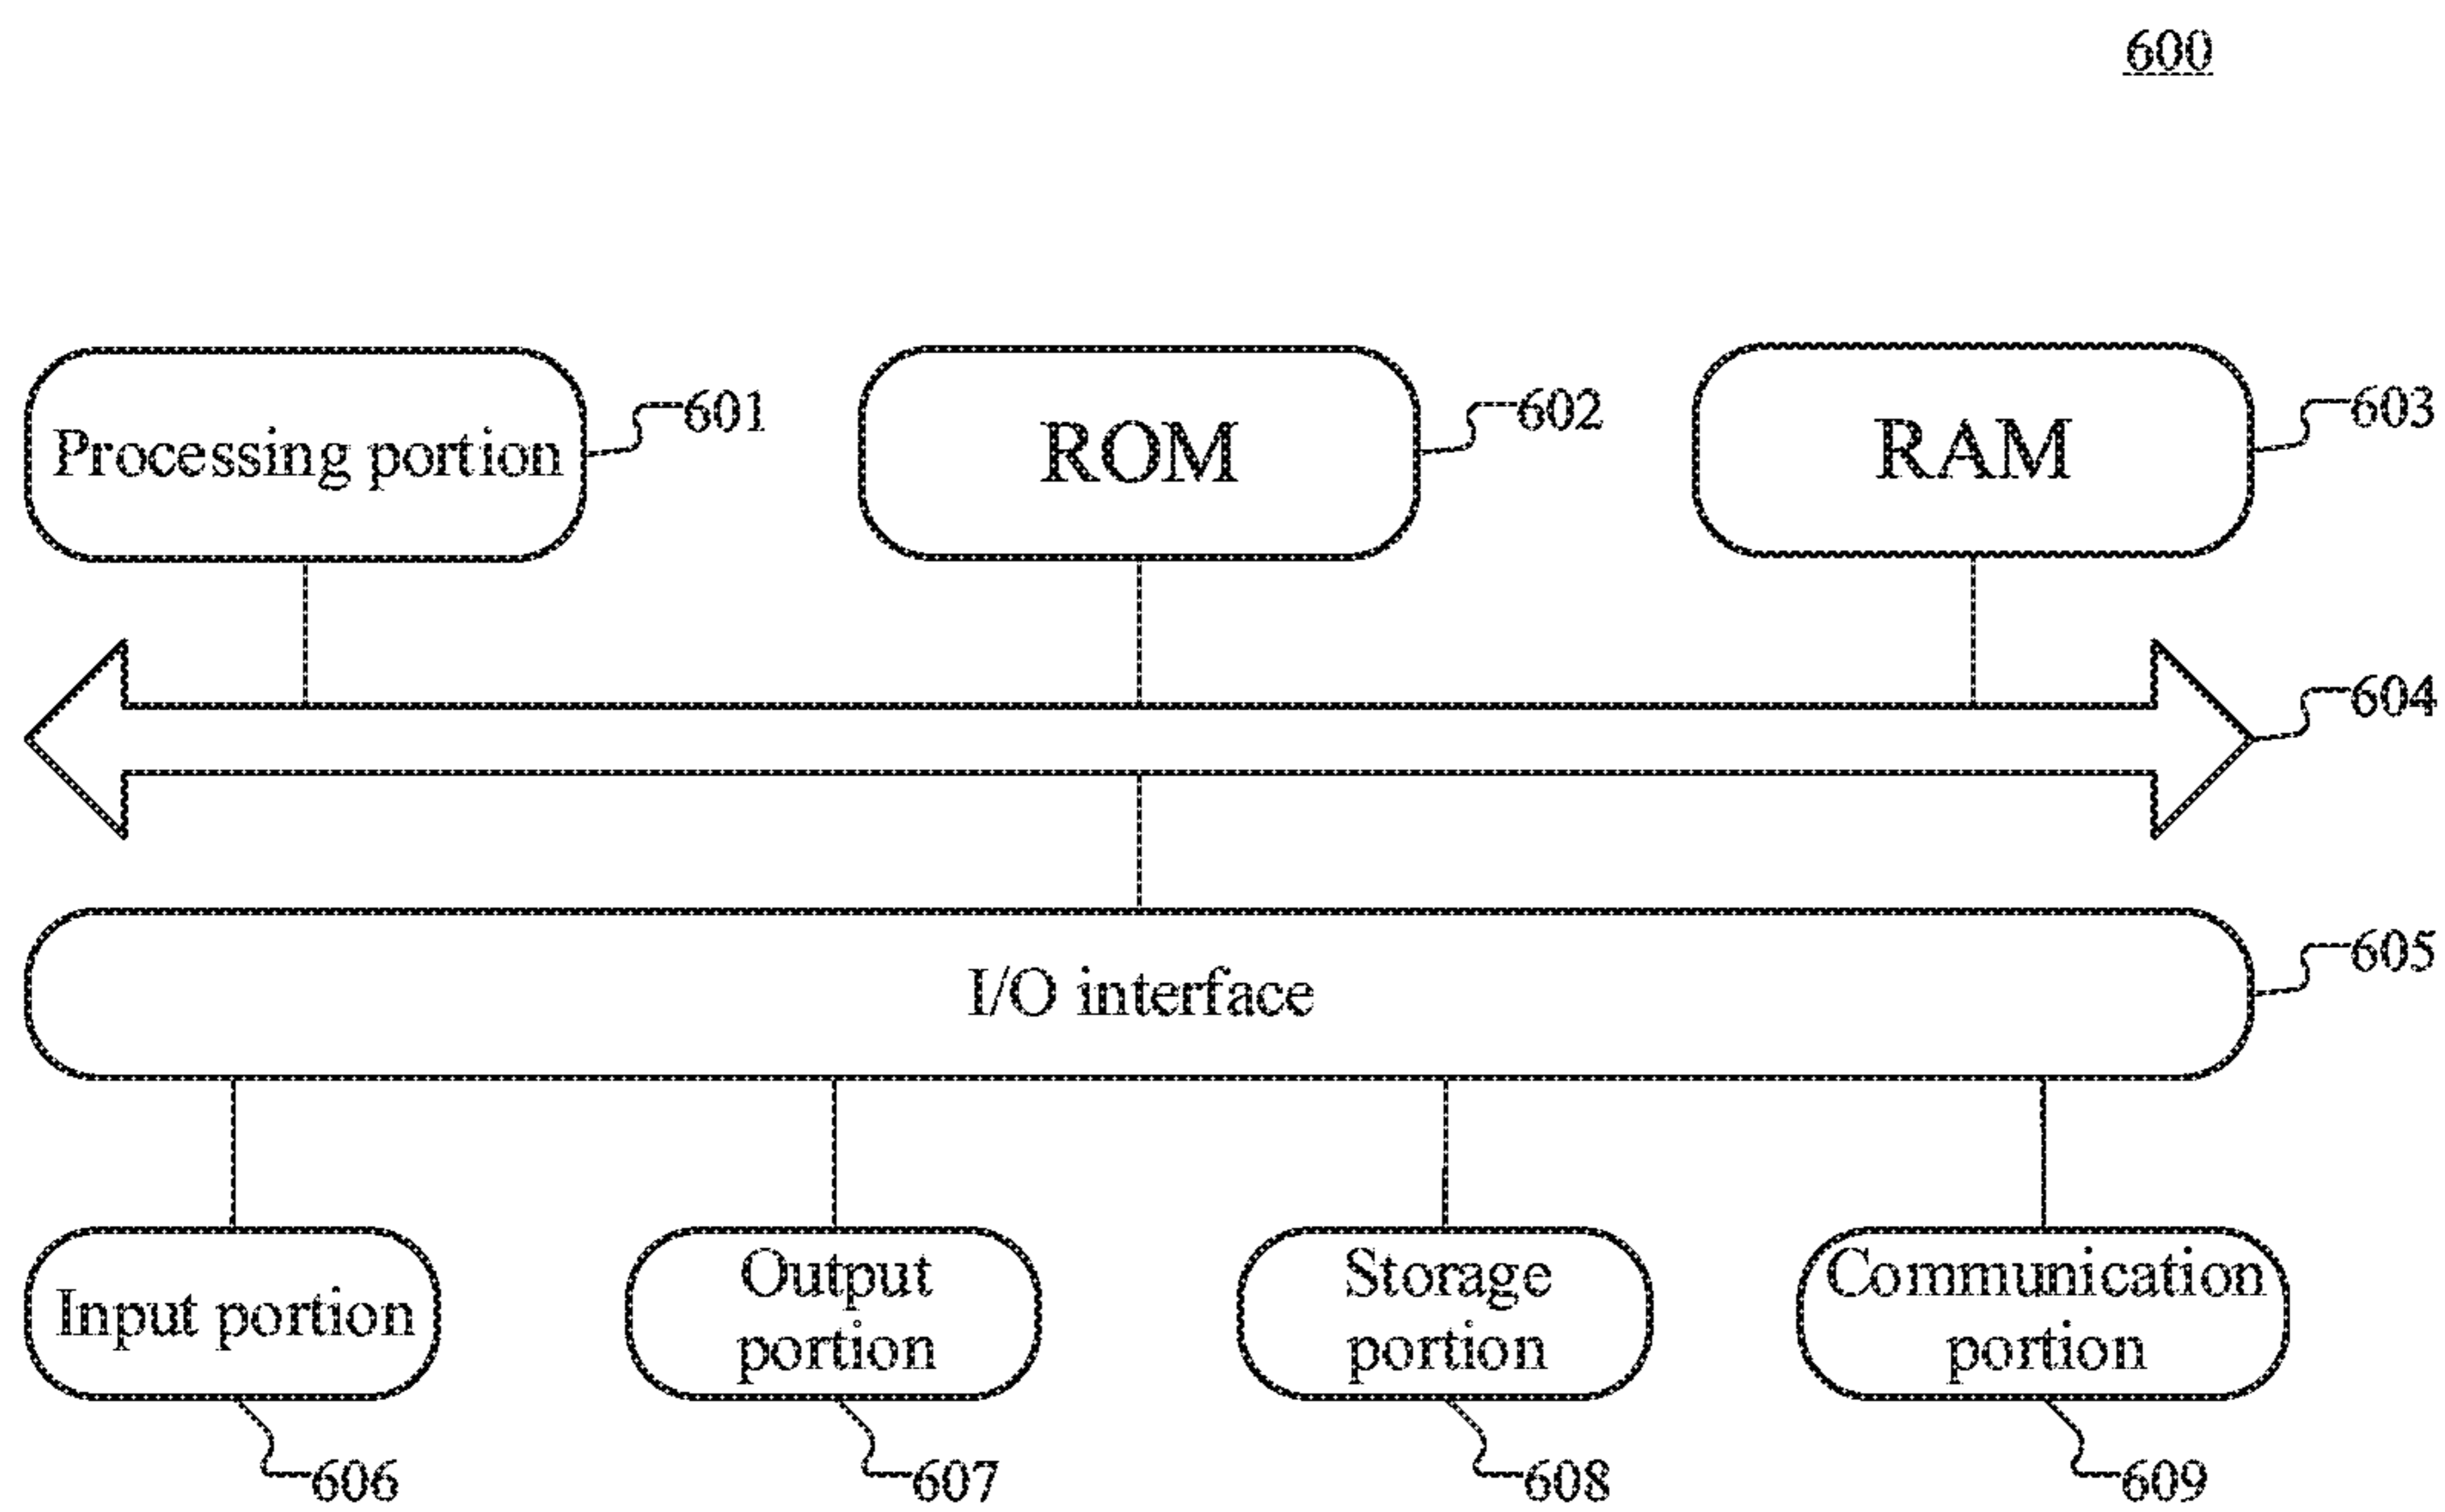 600
Processing portion
601
ROM
602
RAM
603
604
I/O interface
605
Input portion
Output
portion
Storage
portion
Communication
portion
606
607
608
609